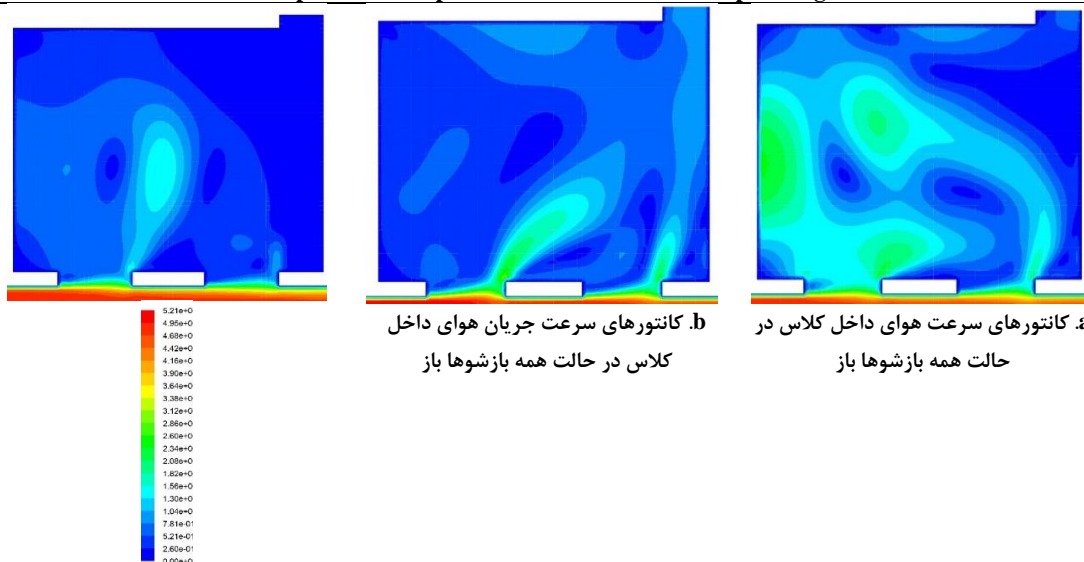 b. کانتورهای سرعت جریان هوای داخل
کلاس در حالت همه بازشوها باز
کانتورهای سرعت هوای داخل کلاس در
حالت همه بازشوها باز
5.21e+0
4.95e+0
4.68e+0
4.42e+0
4.16e+0
3.90e+0
3.64e+0
3.38e+0
3.12e+0
2.86e+0
2.60e+0
2.34e+0
2.08e+0
1.82e+0
1.56e+0
1.30e+0
1.04e+0
7.81e-01
5.21e-01
2.60e-01
0.00e+0